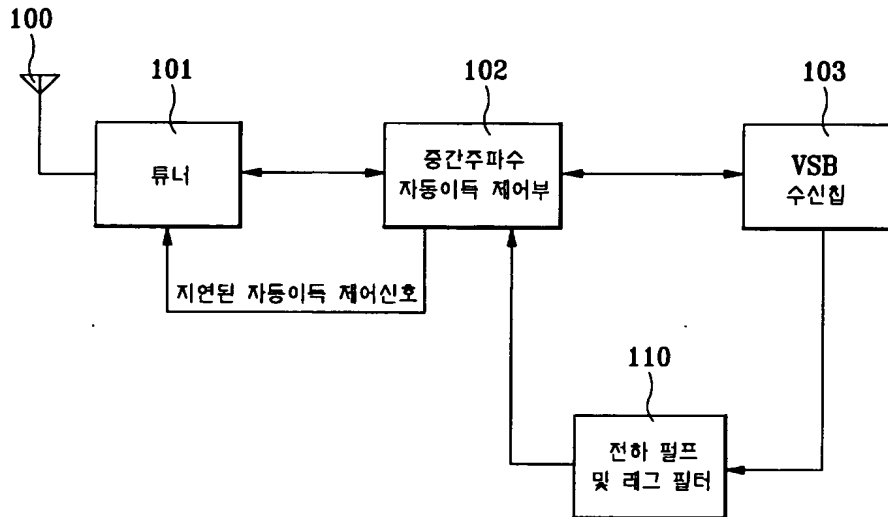 100
101
102
103
튜너
중간주파수
자동이득 제어부
VSB
수신칩
지연된 자동이득 제어신호
110
전하 펌프
및 래그 필터